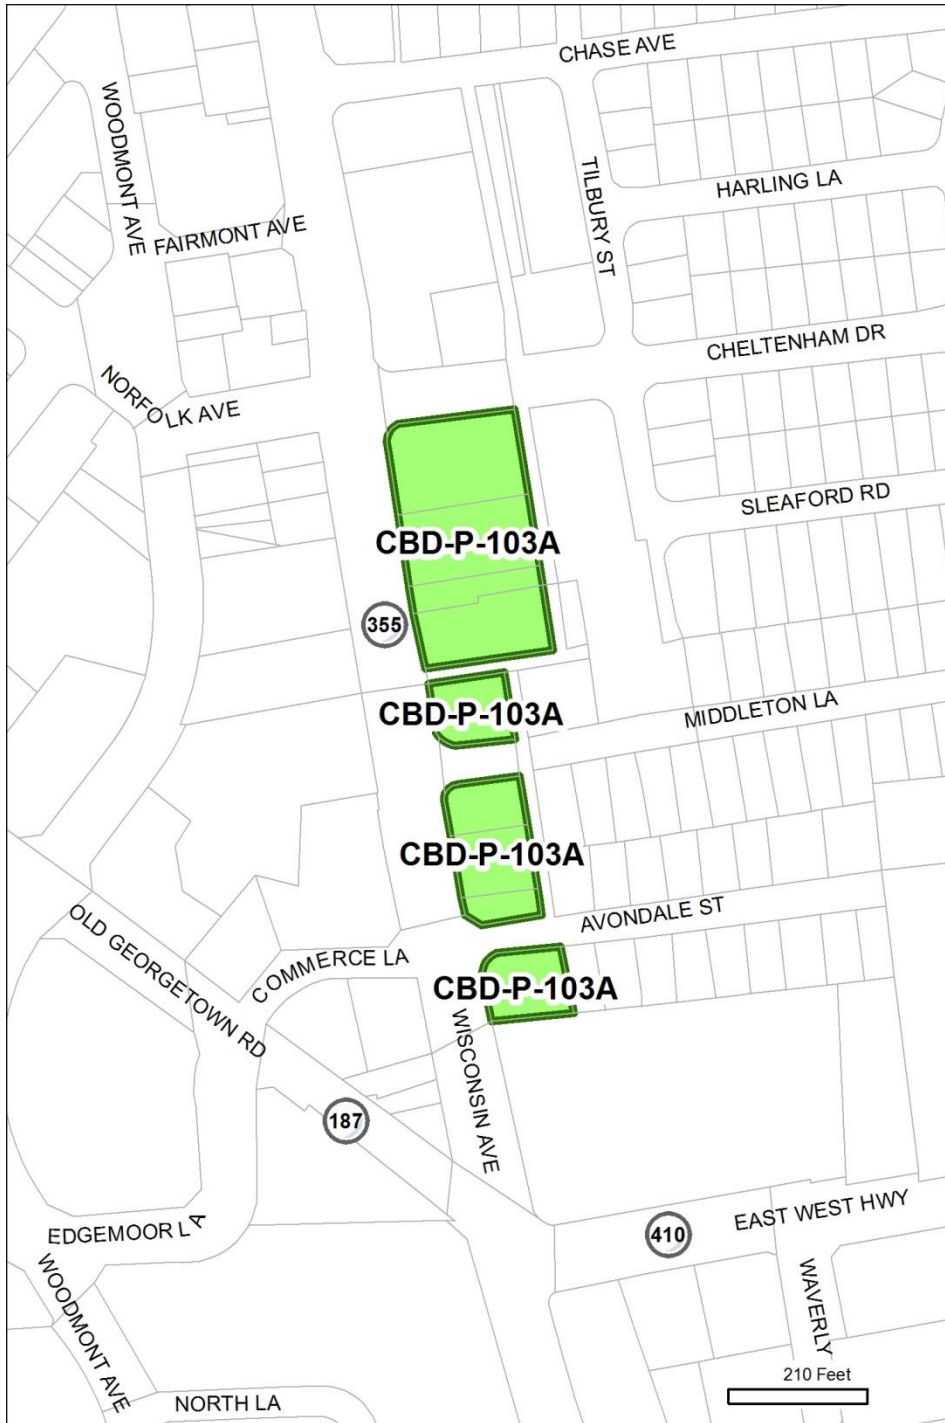 CHASE AVE
WOODMONT AVE
TILBURY ST
HARLING LA
FAIRMONT AVE
CHELTENHAM DR
NORFOLK AVE
SLEAFORD RD
CBD-P-103A
355
CBD-P-103A
MIDDLETON LA
CBD-P-103A
OLD GEORGETOWN RD
AVONDALE ST
COMMERCE LA
CBD-P-103A
WISCONSIN AVE
187
EDGEMOOR LA
EAST WEST HWY
410
WOODMONT AVE
WAVERLY
210 Feet
NORTH LA